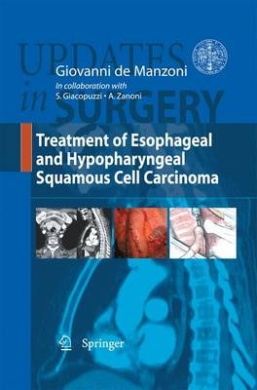 UPDATES
in
SURGERY
Giovanni de Manzoni
In collaboration with
S. Giacopuzzi • A. Zanoni
Treatment of Esophageal
and Hypopharyngeal
Squamous Cell Carcinoma
Springer